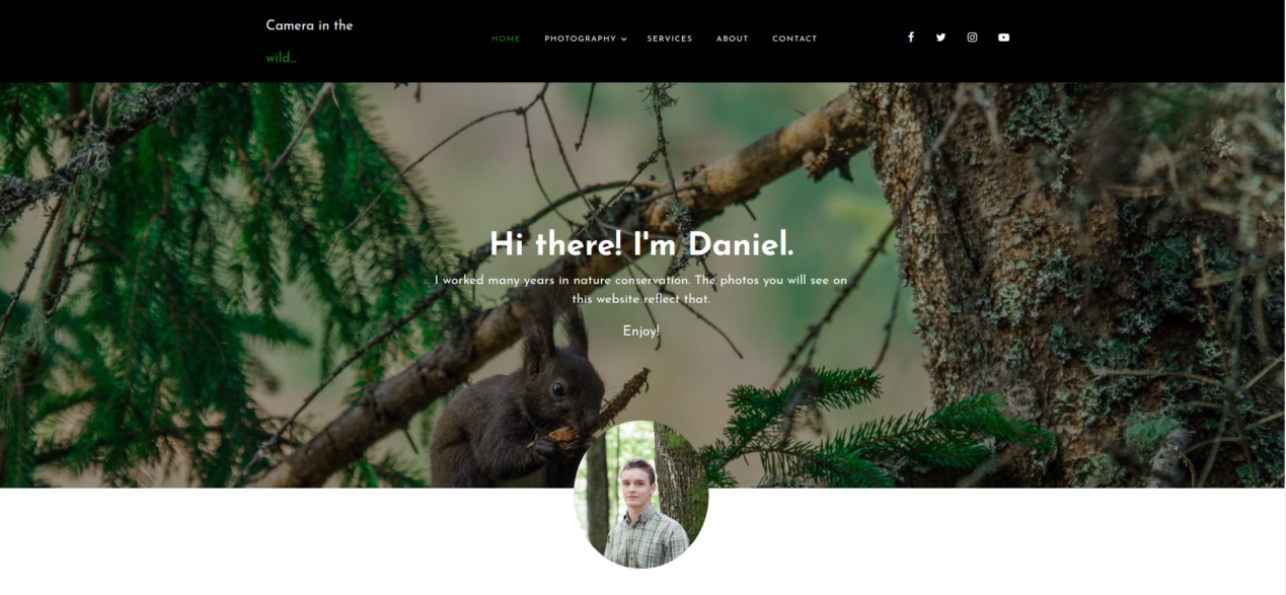 Camera in the
wild...
HOME PHOTOGRAPHY SERVICES ABOUT CONTACT
Hi there! I'm Daniel.
I worked many years in nature conservation. The photos you will see on
this website reflect that.
Enjoy!